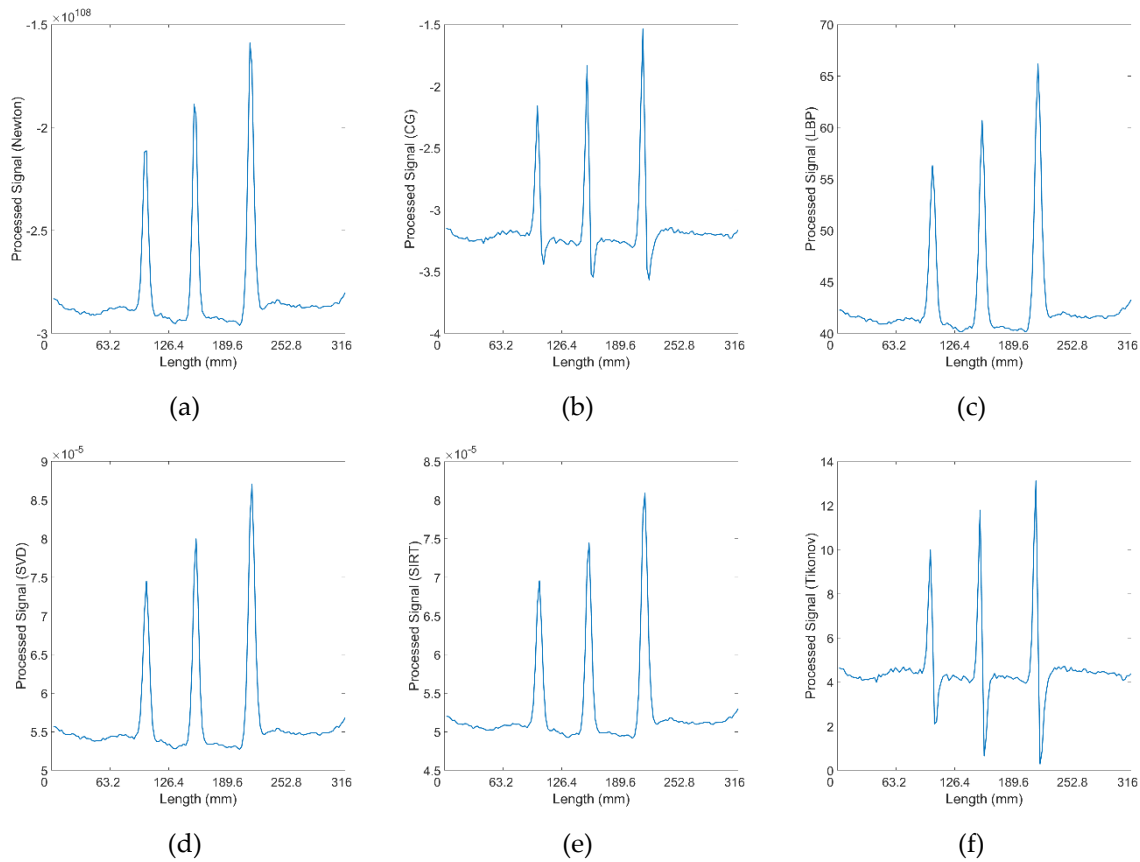 ×10^108
-1.5
-2
-2.5
-3
Processed Signal (Newton)
0 63.2 126.4 189.6 252.8 316
Length (mm)
(a)
-1.5
-2
-2.5
-3
-3.5
-4
Processed Signal (CG)
0 63.2 126.4 189.6 252.8 316
Length (mm)
(b)
70
65
60
55
50
45
40
Processed Signal (LBP)
0 63.2 126.4 189.6 252.8 316
Length (mm)
(c)
×10^-5
9
8.5
8
7.5
7
6.5
6
5.5
5
Processed Signal (SVD)
0 63.2 126.4 189.6 252.8 316
Length (mm)
(d)
×10^-5
8.5
8
7.5
7
6.5
6
5.5
5
4.5
Processed Signal (SIRT)
0 63.2 126.4 189.6 252.8 316
Length (mm)
(e)
14
12
10
8
6
4
2
0
Processed Signal (Tikonov)
0 63.2 126.4 189.6 252.8 316
Length (mm)
(f)